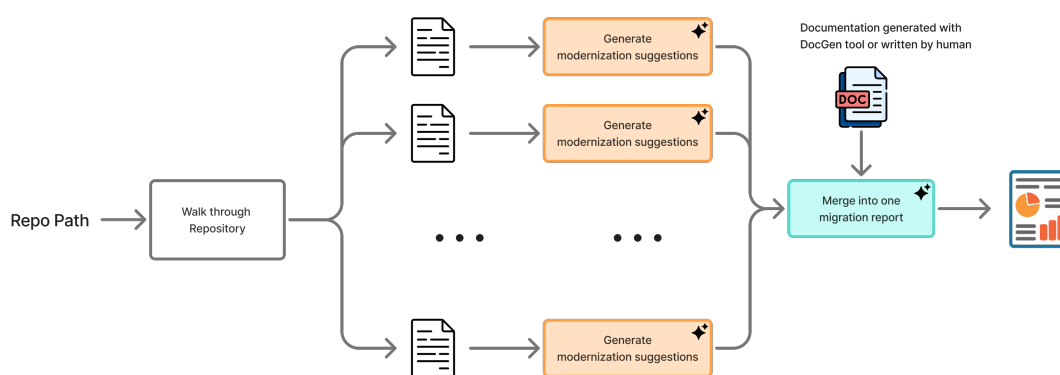 Documentation generated with
DocGen tool or written by human
Generate
modernization suggestions
DOC
Generate
modernization suggestions
Repo Path
Walk through
Repository
Merge into one
migration report
Generate
modernization suggestions